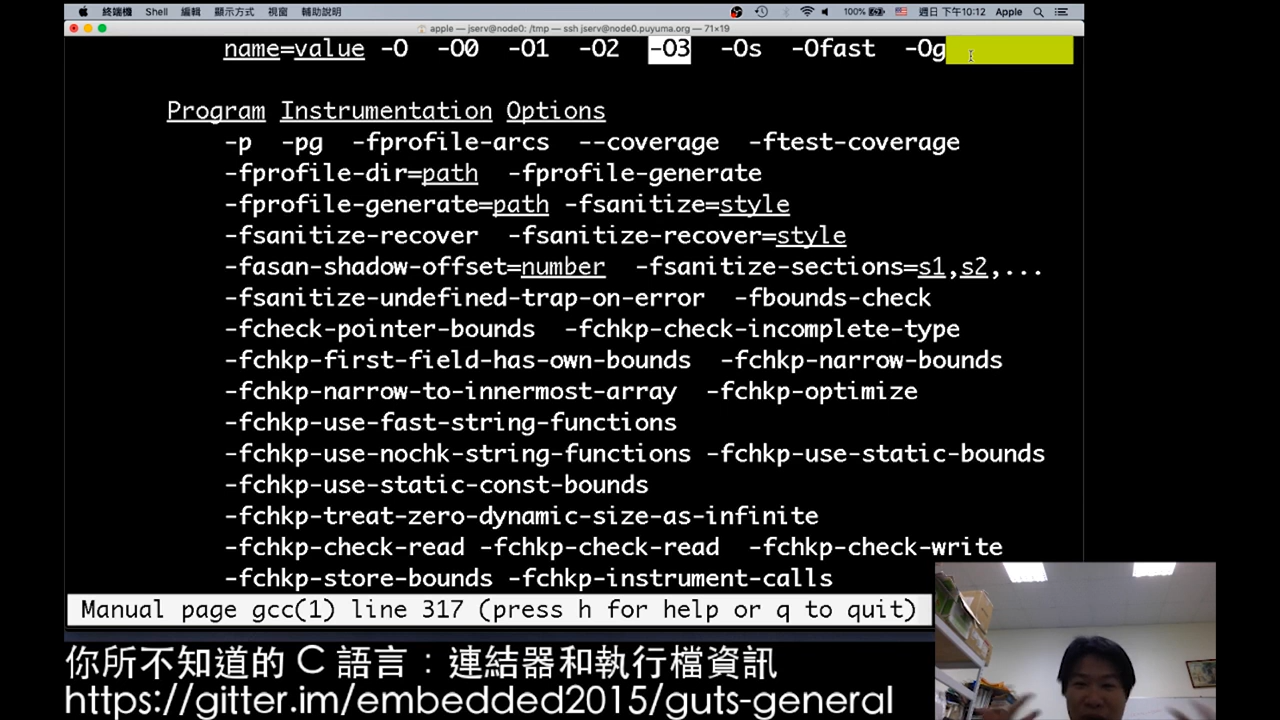 終端機 Shell 編輯 顯示方式 視窗 輔助說明 100% 週日 下午10:12 Apple
apple — jserv@node0: /tmp — ssh jserv@node0.puyuma.org — 71×19
name=value -O -O0 -O1 -O2 -O3 -Os -Ofast -Og
Program Instrumentation Options
-p -pg -fprofile-arcs --coverage -ftest-coverage
-fprofile-dir=path -fprofile-generate
-fprofile-generate=path -fsanitize=style
-fsanitize-recover -fsanitize-recover=style
-fasan-shadow-offset=number -fsanitize-sections=s1,s2,...
-fsanitize-undefined-trap-on-error -fbounds-check
-fcheck-pointer-bounds -fchkp-check-incomplete-type
-fchkp-first-field-has-own-bounds -fchkp-narrow-bounds
-fchkp-narrow-to-innermost-array -fchkp-optimize
-fchkp-use-fast-string-functions
-fchkp-use-nochk-string-functions -fchkp-use-static-bounds
-fchkp-use-static-const-bounds
-fchkp-treat-zero-dynamic-size-as-infinite
-fchkp-check-read -fchkp-check-read -fchkp-check-write
-fchkp-store-bounds -fchkp-instrument-calls
Manual page gcc(1) line 317 (press h for help or q to quit)
你所不知道的 C 語言：連結器和執行檔資訊
https://gitter.im/embedded2015/guts-general